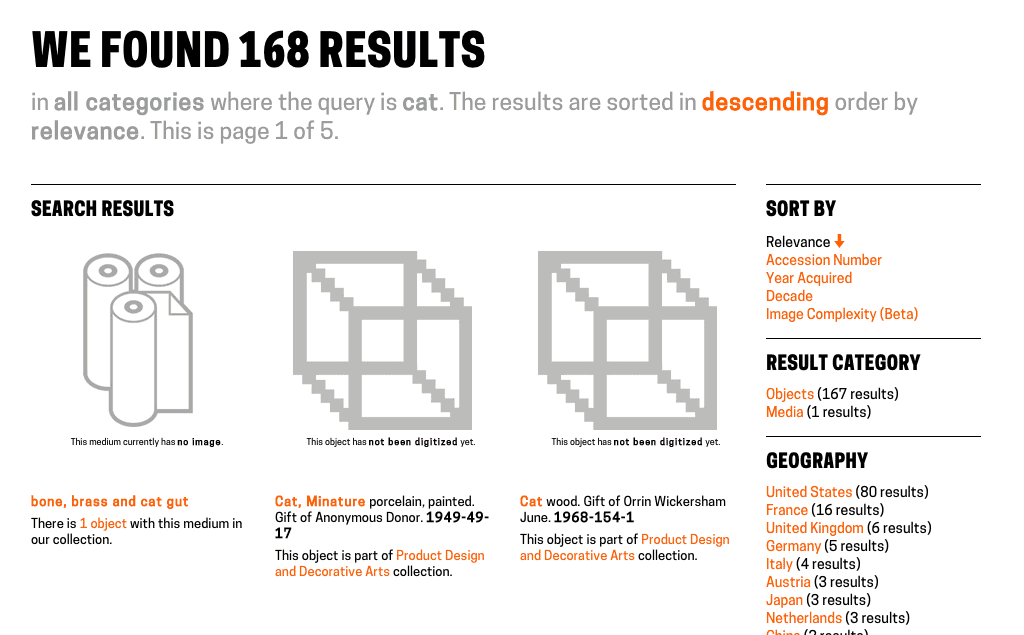 WE FOUND 168 RESULTS
in all categories where the query is cat. The results are sorted in descending order by
relevance. This is page 1 of 5.
SEARCH RESULTS
This medium currently has no image.
bone, brass and cat gut
There is 1 object with this medium in
our collection.
This object has not been digitized yet.
Cat, Minature porcelain, painted.
Gift of Anonymous Donor. 1949-49-
17
This object is part of Product Design
and Decorative Arts collection.
This object has not been digitized yet.
Cat wood. Gift of Orrin Wickersham
June. 1968-154-1
This object is part of Product Design
and Decorative Arts collection.
SORT BY
Relevance
Accession Number
Year Acquired
Decade
Image Complexity (Beta)
RESULT CATEGORY
Objects (167 results)
Media (1 results)
GEOGRAPHY
United States (80 results)
France (16 results)
United Kingdom (6 results)
Germany (5 results)
Italy (4 results)
Austria (3 results)
Japan (3 results)
Netherlands (3 results)